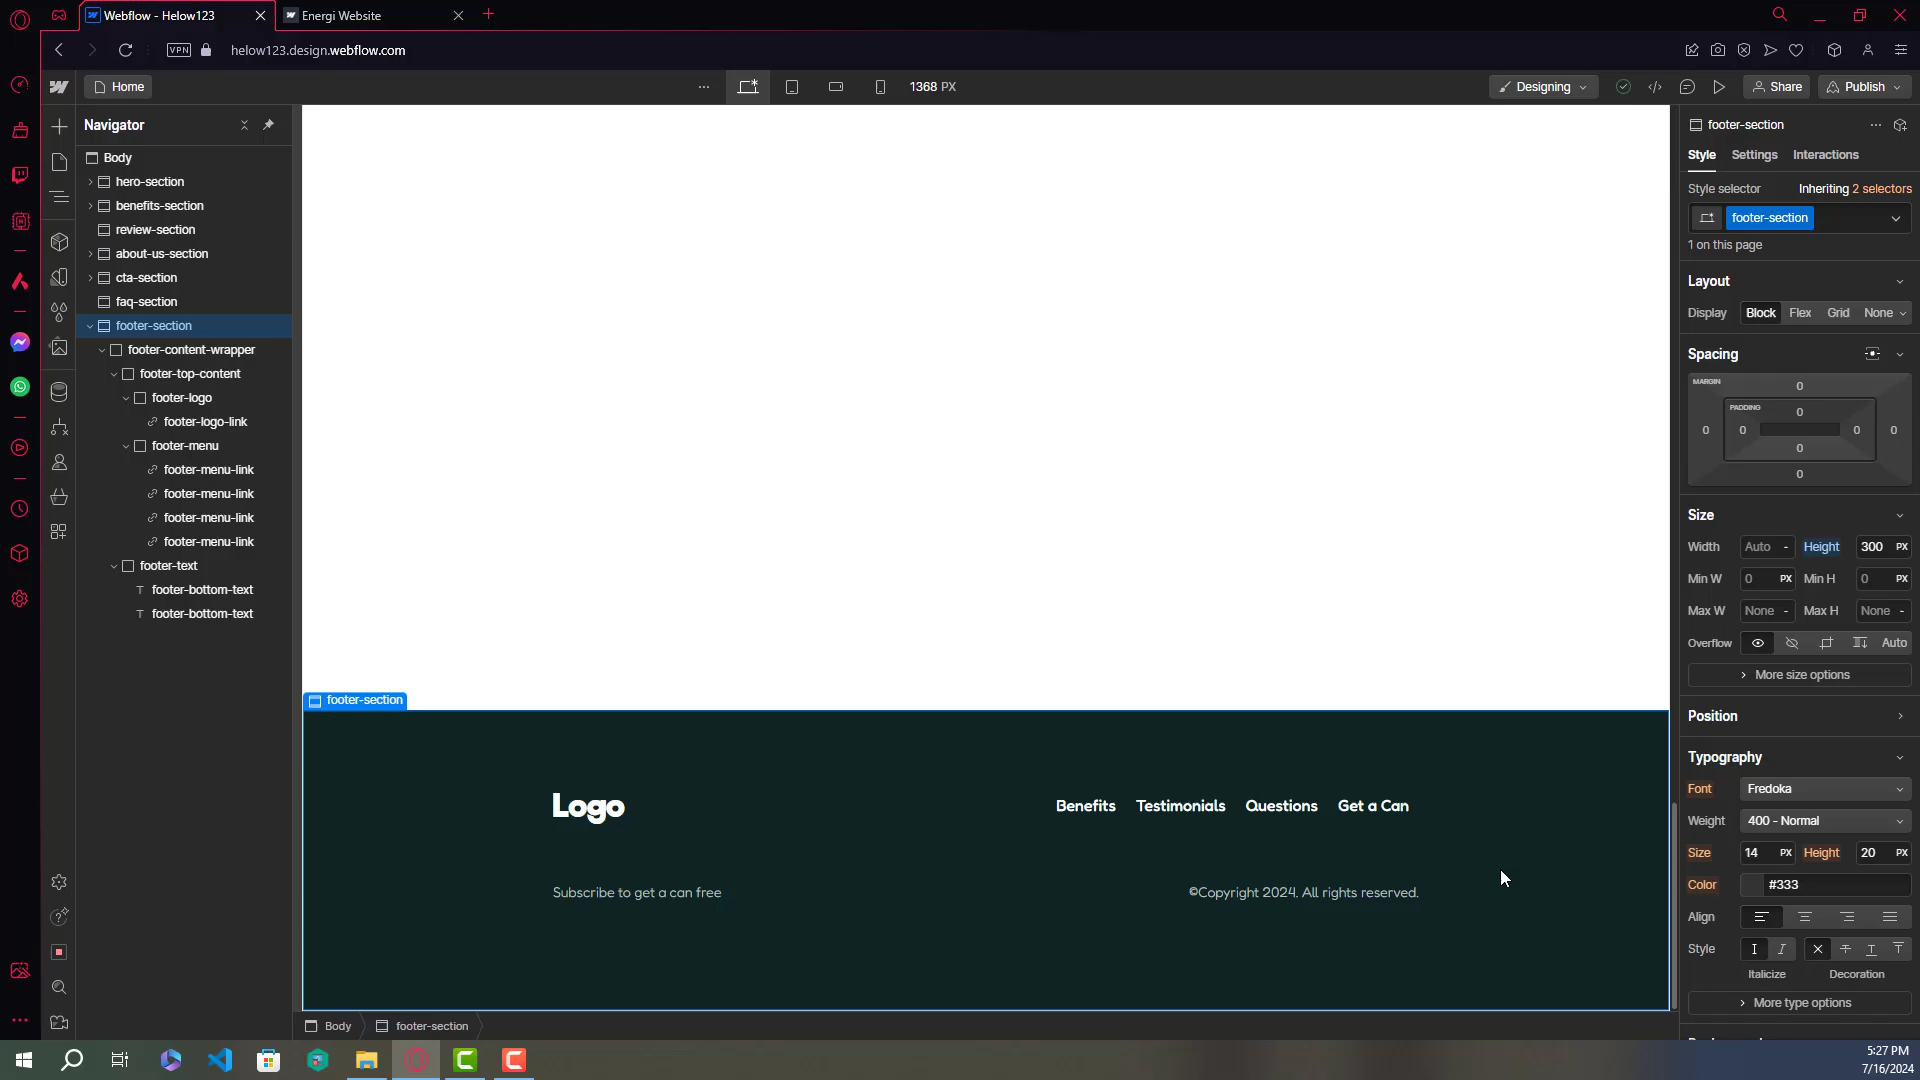 Webflow - Helow123
Energi Website
VPN
helow123.design.webflow.com
Home
1368 PX
Designing
Share
Publish
Navigator
Body
hero-section
benefits-section
review-section
about-us-section
cta-section
faq-section
footer-section
footer-content-wrapper
footer-top-content
footer-logo
footer-logo-link
footer-menu
footer-menu-link
footer-menu-link
footer-menu-link
footer-menu-link
footer-text
footer-bottom-text
footer-bottom-text
footer-section
Logo
Benefits Testimonials Questions Get a Can
Subscribe to get a can free
©Copyright 2024. All rights reserved.
Body footer-section
footer-section
Style Settings Interactions
Style selector Inheriting 2 selectors
footer-section
1 on this page
Layout
Display Block Flex Grid None
Spacing
MARGIN 0
PADDING 0
0 0 0 0
0
0
Size
Width Auto - Height 300 PX
Min W 0 PX Min H 0 PX
Max W None - Max H None -
Overflow Auto
More size options
Position
Typography
Font Fredoka
Weight 400 - Normal
Size 14 PX Height 20 PX
Color #333
Align
Style
Italicize Decoration
More type options
5:27 PM
7/16/2024